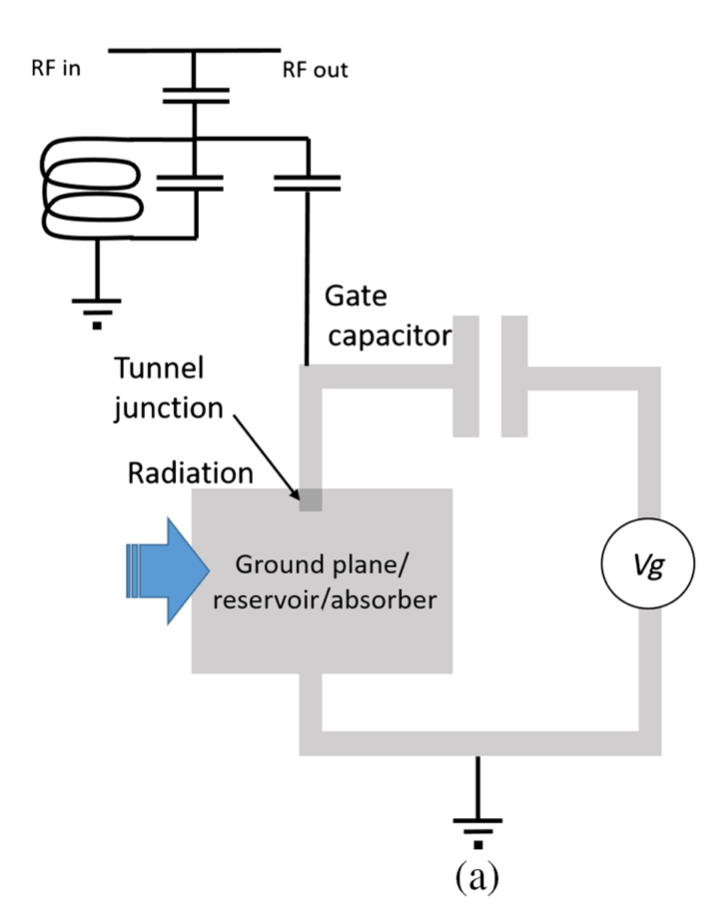 RF in
RF out
Gate
capacitor
Tunnel
junction
Radiation
Ground plane/
reservoir/absorber
Vg
(a)